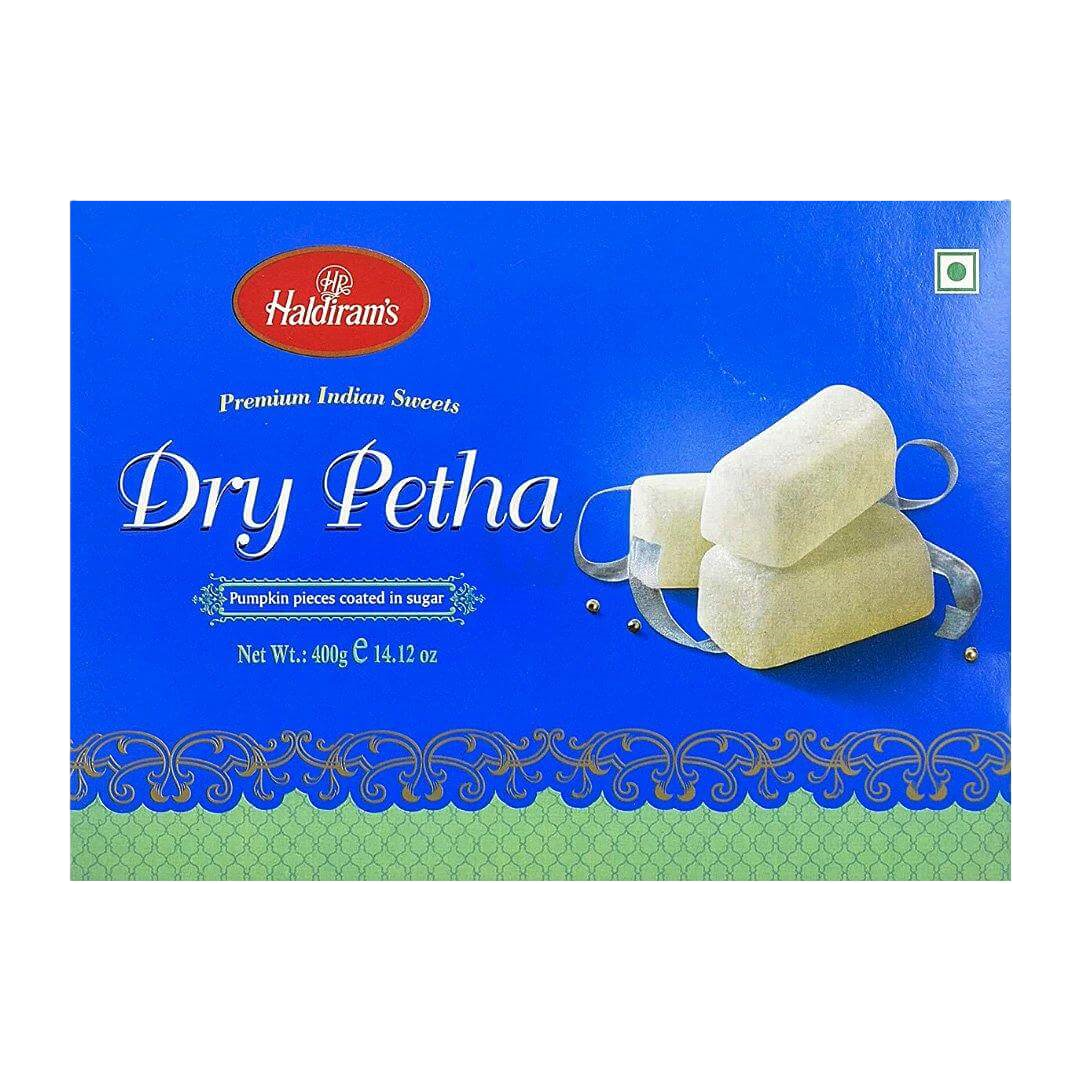 HR
Haldiram's
Premium Indian Sweets
Dry Petha
Pumpkin pieces coated in sugar
Net Wt.: 400g e 14.12 oz